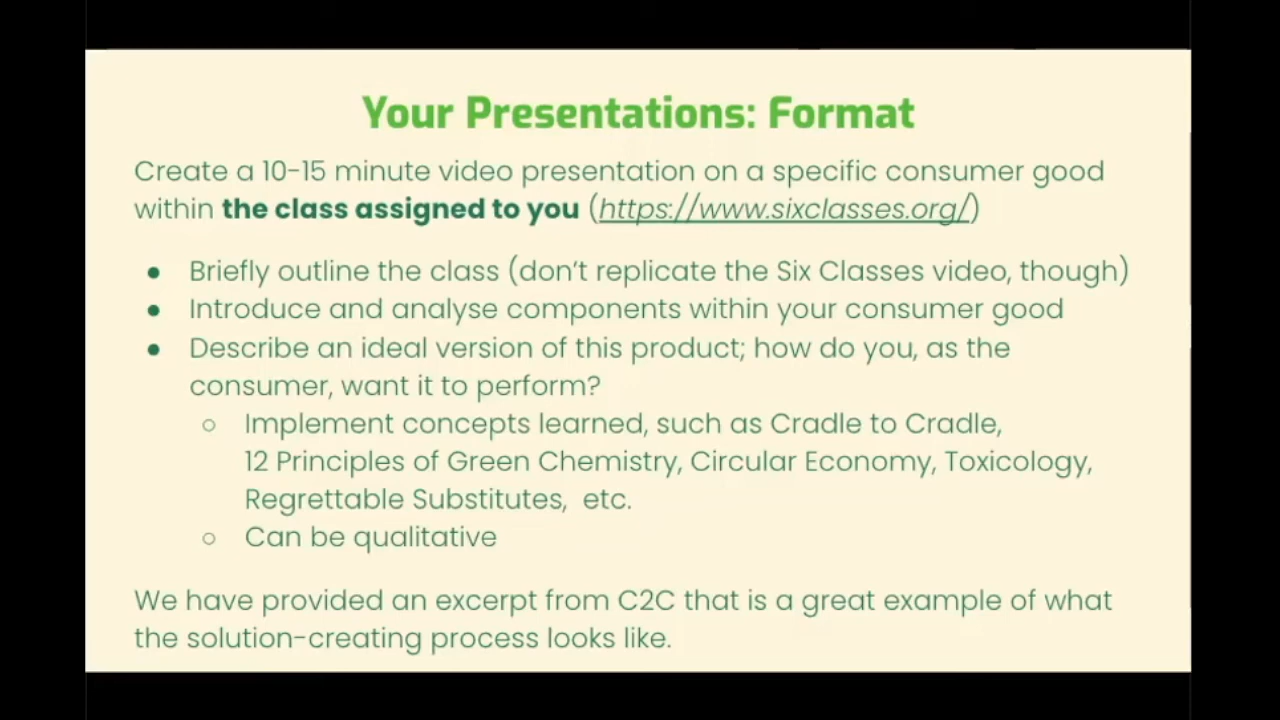 Your Presentations: Format
Create a 10-15 minute video presentation on a specific consumer good
within the class assigned to you (https://www.sixclasses.org/)
● Briefly outline the class (don't replicate the Six Classes video, though)
● Introduce and analyse components within your consumer good
● Describe an ideal version of this product; how do you, as the
consumer, want it to perform?
○ Implement concepts learned, such as Cradle to Cradle,
12 Principles of Green Chemistry, Circular Economy, Toxicology,
Regrettable Substitutes,  etc.
○ Can be qualitative
We have provided an excerpt from C2C that is a great example of what
the solution-creating process looks like.